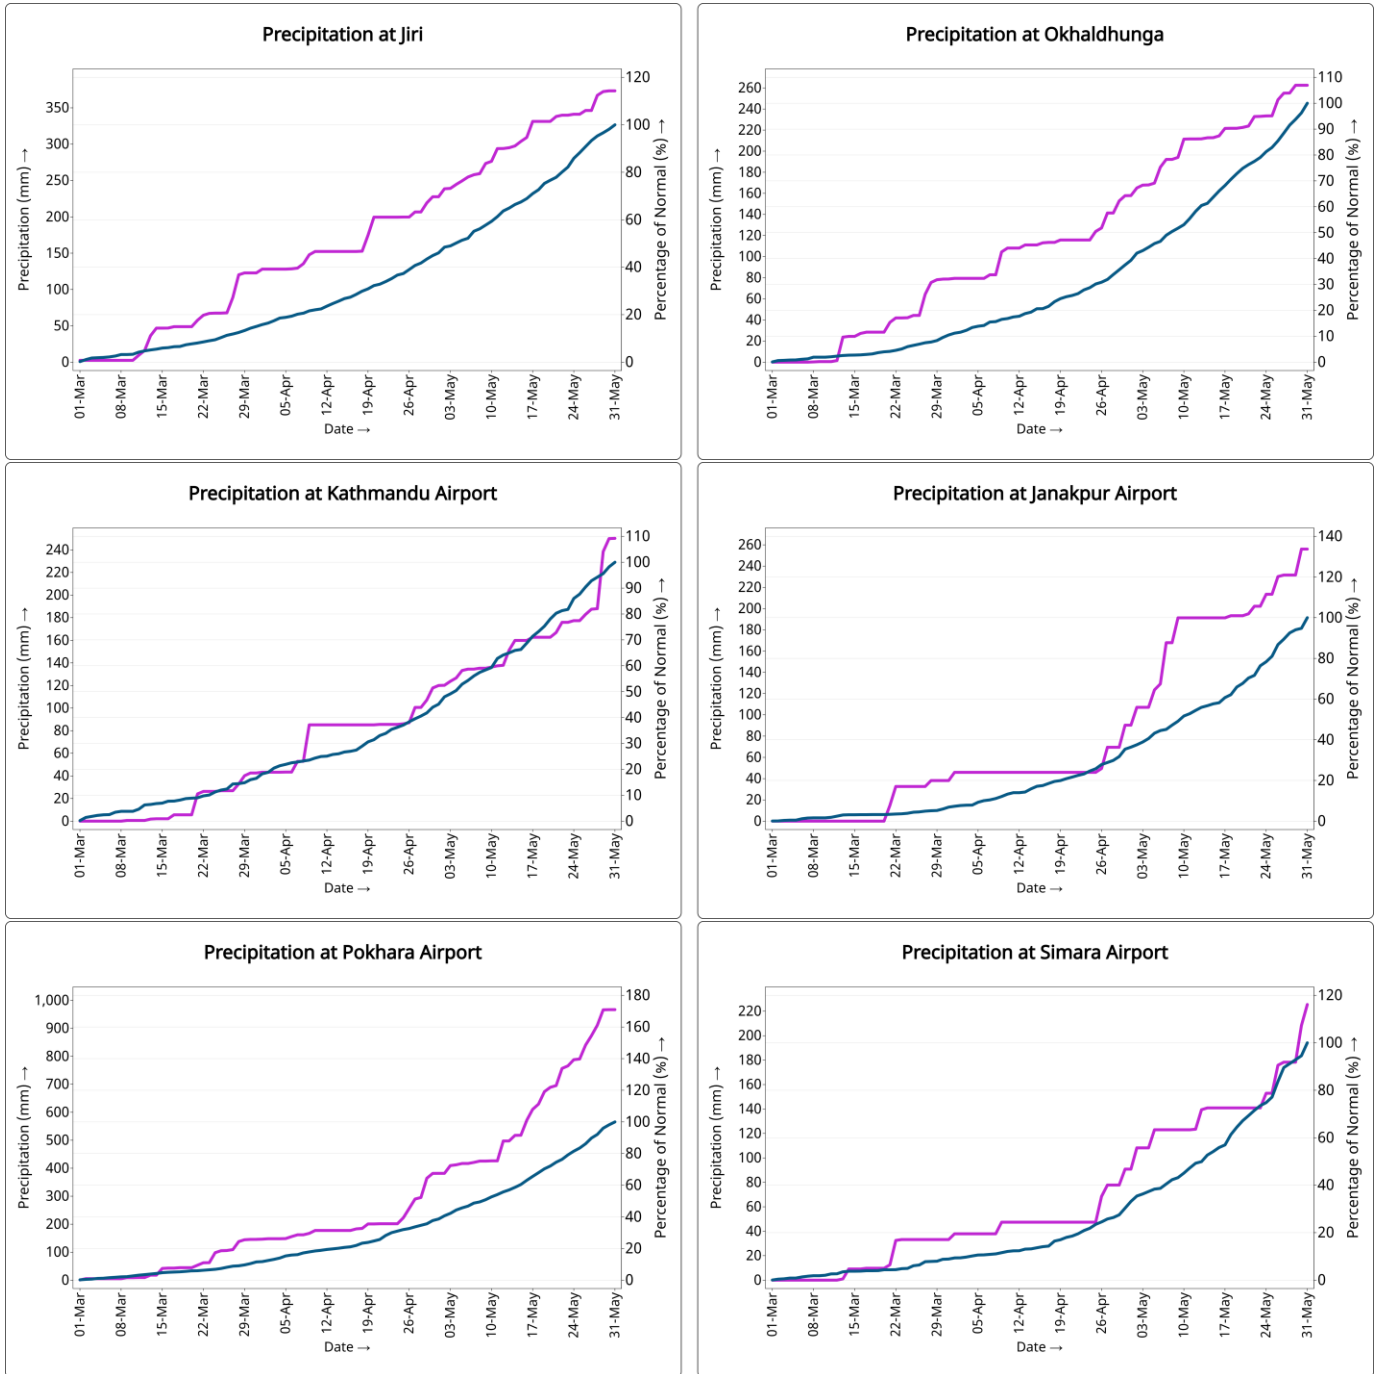 Precipitation at Jiri
Precipitation (mm) →
350
300
250
200
150
100
50
0
120
100
80
60
40
20
0
Percentage of Normal (%) →
01-Mar
08-Mar
15-Mar
22-Mar
29-Mar
05-Apr
12-Apr
19-Apr
26-Apr
03-May
10-May
17-May
24-May
31-May
Date →
Precipitation at Okhaldhunga
Precipitation (mm) →
260
240
220
200
180
160
140
120
100
80
60
40
20
0
110
100
90
80
70
60
50
40
30
20
10
0
Percentage of Normal (%) →
01-Mar
08-Mar
15-Mar
22-Mar
29-Mar
05-Apr
12-Apr
19-Apr
26-Apr
03-May
10-May
17-May
24-May
31-May
Date →
Precipitation at Kathmandu Airport
Precipitation (mm) →
240
220
200
180
160
140
120
100
80
60
40
20
0
110
100
90
80
70
60
50
40
30
20
10
0
Percentage of Normal (%) →
01-Mar
08-Mar
15-Mar
22-Mar
29-Mar
05-Apr
12-Apr
19-Apr
26-Apr
03-May
10-May
17-May
24-May
31-May
Date →
Precipitation at Janakpur Airport
Precipitation (mm) →
260
240
220
200
180
160
140
120
100
80
60
40
20
0
140
120
100
80
60
40
20
0
Percentage of Normal (%) →
01-Mar
08-Mar
15-Mar
22-Mar
29-Mar
05-Apr
12-Apr
19-Apr
26-Apr
03-May
10-May
17-May
24-May
31-May
Date →
Precipitation at Pokhara Airport
Precipitation (mm) →
1,000
900
800
700
600
500
400
300
200
100
0
180
160
140
120
100
80
60
40
20
0
Percentage of Normal (%) →
01-Mar
08-Mar
15-Mar
22-Mar
29-Mar
05-Apr
12-Apr
19-Apr
26-Apr
03-May
10-May
17-May
24-May
31-May
Date →
Precipitation at Simara Airport
Precipitation (mm) →
220
200
180
160
140
120
100
80
60
40
20
0
120
100
80
60
40
20
0
Percentage of Normal (%) →
01-Mar
08-Mar
15-Mar
22-Mar
29-Mar
05-Apr
12-Apr
19-Apr
26-Apr
03-May
10-May
17-May
24-May
31-May
Date →